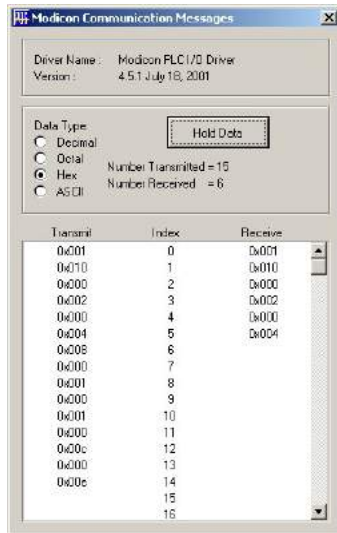 Modicon Communication Messages
Driver Name : Modicon PLC I/O Driver
Version : 4.5.1 July 18, 2001
Data Type
Decimal
Octal
Hex
ASCII
Hold Data
Number Transmitted = 15
Number Received = 6
Transmit Index Receive
0x001 0 0x001
0x010 1 0x010
0x000 2 0x000
0x002 3 0x002
0x000 4 0x000
0x004 5 0x004
0x008 6
0x000 7
0x001 8
0x000 9
0x001 10
0x000 11
0x00c 12
0x000 13
0x00e 14
15
16